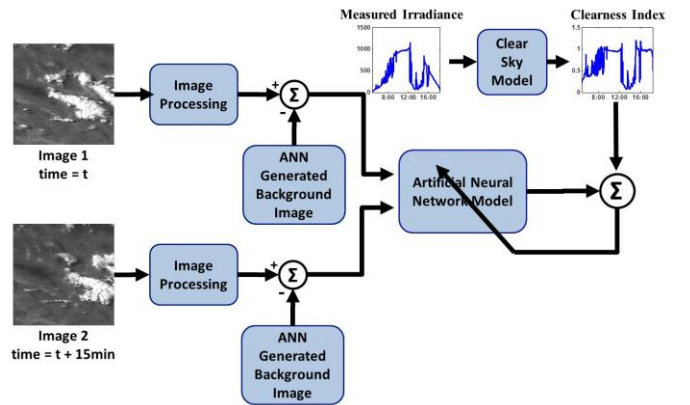 Measured Irradiance
Clearness Index
1500
1000
500
0
8:00 12:00 16:00
Clear
Sky
Model
1.5
1
0.5
0
8:00 12:00 16:00
Image
Processing
+
Σ
-
Image 1
time = t
ANN
Generated
Background
Image
Artificial Neural
Network Model
Σ
Image
Processing
+
Σ
-
Image 2
time = t + 15min
ANN
Generated
Background
Image